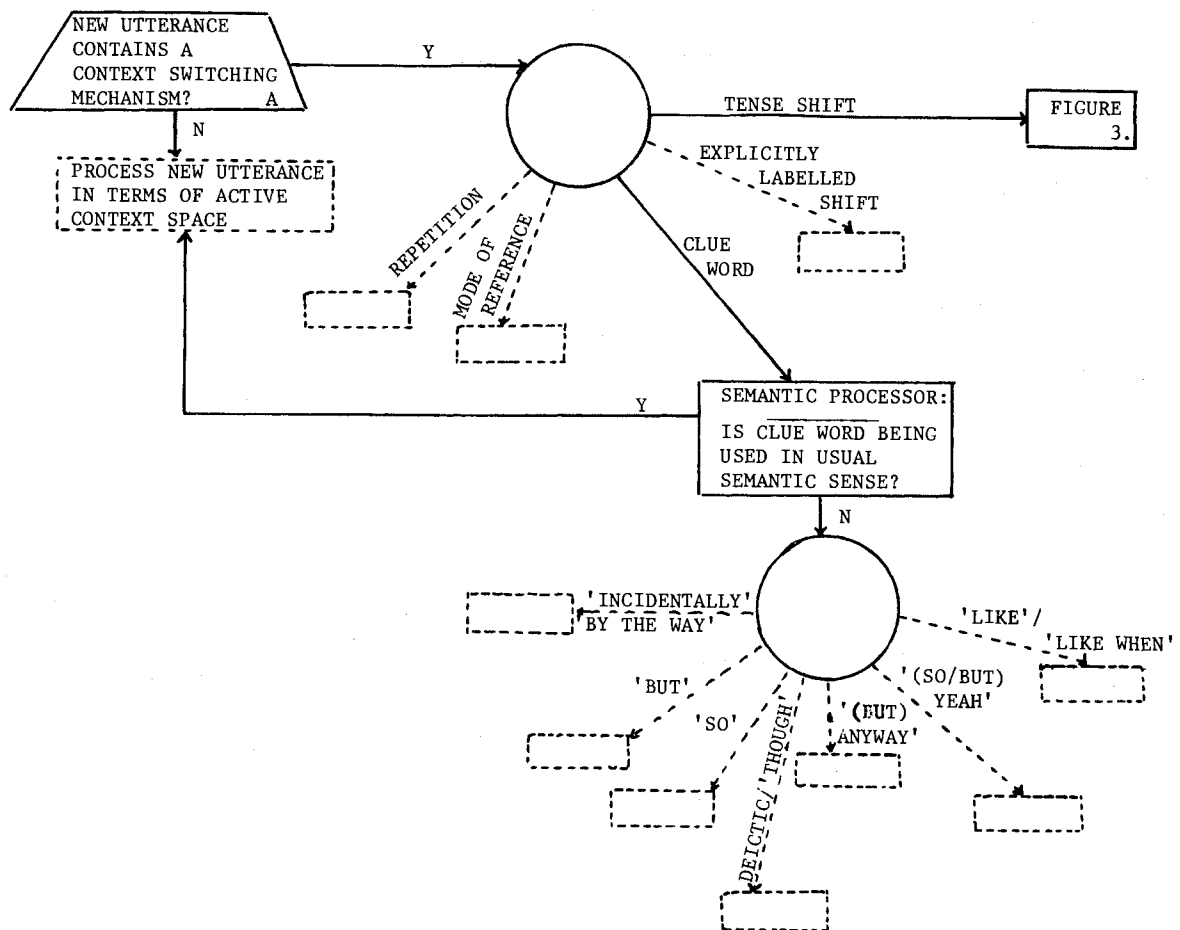 NEW UTTERANCE
CONTAINS A
CONTEXT SWITCHING
MECHANISM? A
Y
N
TENSE SHIFT
FIGURE
3.
PROCESS NEW UTTERANCE
IN TERMS OF ACTIVE
CONTEXT SPACE
EXPLICITLY
LABELLED
SHIFT
REPETITION
MODE OF
REFERENCE
CLUE
WORD
Y
SEMANTIC PROCESSOR:
IS CLUE WORD BEING
USED IN USUAL
SEMANTIC SENSE?
N
'INCIDENTALLY'
'BY THE WAY'
'LIKE'/
'LIKE WHEN'
'BUT'
'SO'
DEICTIC/'THOUGH'
'(BUT)
ANYWAY'
'(SO/BUT)
YEAH'